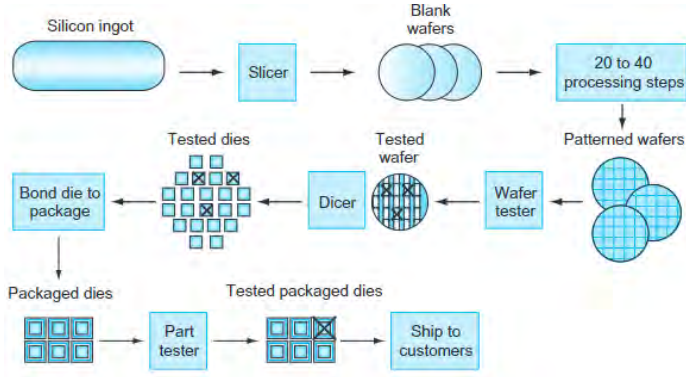 Silicon ingot
Slicer
Blank
wafers
20 to 40
processing steps
Tested dies
Tested
wafer
Patterned wafers
Bond die to
package
Dicer
Wafer
tester
Packaged dies
Tested packaged dies
Part
tester
Ship to
customers